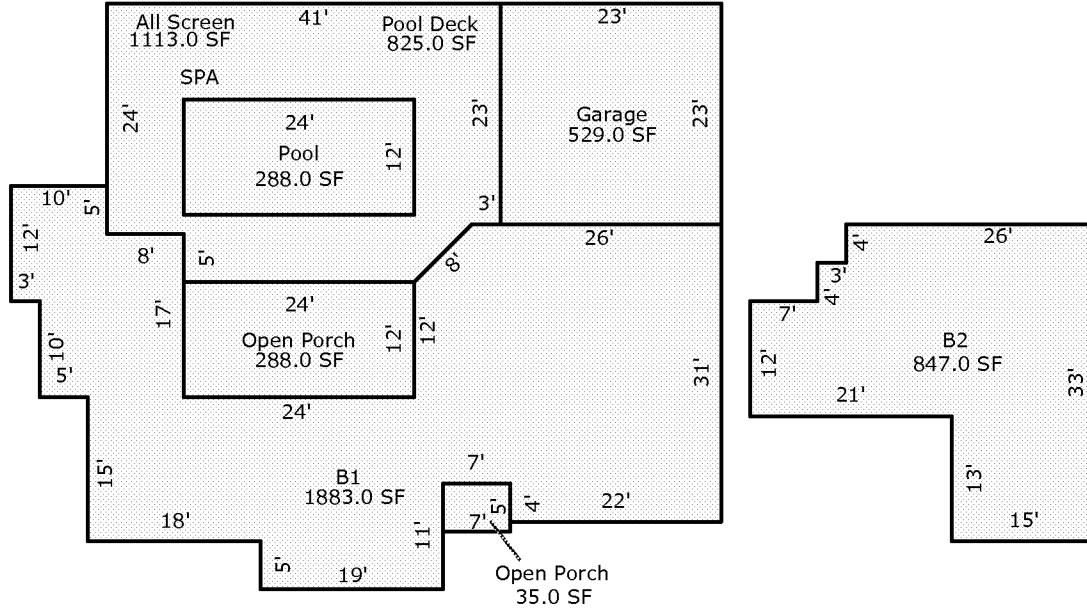 41'
23'
All Screen
1113.0 SF
Pool Deck
825.0 SF
SPA
24'
23'
Garage
529.0 SF
23'
24'
Pool
288.0 SF
12'
10'
5'
12'
3'
8'
5'
3'
8'
26'
26'
4'
3'
4'
7'
3'
17'
24'
Open Porch
288.0 SF
12'
12'
10'
5'
24'
31'
12'
B2
847.0 SF
33'
21'
15'
B1
1883.0 SF
7'
7'
5'
4'
22'
13'
15'
18'
11'
5'
19'
Open Porch
35.0 SF